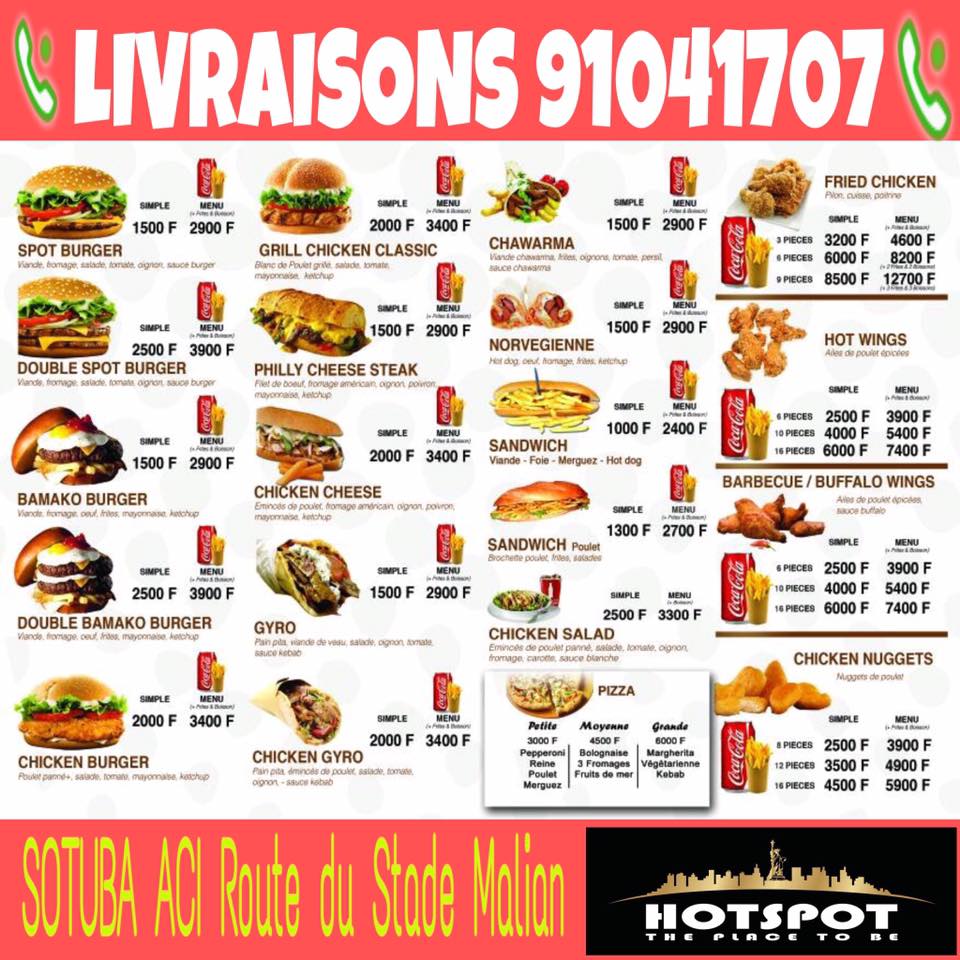 LIVRAISONS 91041707
SIMPLE MENU
(+ Frites & Boisson)
1500 F 2900 F
SPOT BURGER
Viande, fromage, salade, tomate, oignon, sauce burger
SIMPLE MENU
(+ Frites & Boisson)
2500 F 3900 F
DOUBLE SPOT BURGER
Viande, fromage, salade, tomate, oignon, sauce burger
SIMPLE MENU
(+ Frites & Boisson)
1500 F 2900 F
BAMAKO BURGER
Viande, fromage, oeuf, frites, mayonnaise, ketchup
SIMPLE MENU
(+ Frites & Boisson)
2500 F 3900 F
DOUBLE BAMAKO BURGER
Viande, fromage, oeuf, frites, mayonnaise, ketchup
SIMPLE MENU
(+ Frites & Boisson)
2000 F 3400 F
CHICKEN BURGER
Poulet panné+, salade, tomate, mayonnaise, ketchup
SIMPLE MENU
(+ Frites & Boisson)
2000 F 3400 F
GRILL CHICKEN CLASSIC
Blanc de Poulet grillé, salade, tomate,
mayonnaise, ketchup
SIMPLE MENU
(+ Frites & Boisson)
1500 F 2900 F
PHILLY CHEESE STEAK
Filet de boeuf, fromage américain, oignon, poivron,
mayonnaise, ketchup
SIMPLE MENU
(+ Frites & Boisson)
2000 F 3400 F
CHICKEN CHEESE
Emincés de poulet, fromage américain, oignon, poivron,
mayonnaise, ketchup
SIMPLE MENU
(+ Frites & Boisson)
1500 F 2900 F
GYRO
Pain pita, viande de veau, salade, oignon, tomate,
sauce kebab
SIMPLE MENU
(+ Frites & Boisson)
2000 F 3400 F
CHICKEN GYRO
Pain pita, émincés de poulet, salade, tomate,
oignon, - sauce kebab
SIMPLE MENU
(+ Frites & Boisson)
1500 F 2900 F
CHAWARMA
Viande chawarma, frites, oignons, tomate, persil,
sauce chawarma
SIMPLE MENU
(+ Frites & Boisson)
1500 F 2900 F
NORVEGIENNE
Hot dog, oeuf, fromage, frites, ketchup
SIMPLE MENU
(+ Frites & Boisson)
1000 F 2400 F
SANDWICH
Viande - Foie - Merguez - Hot dog
SIMPLE MENU
(+ Frites & Boisson)
1300 F 2700 F
SANDWICH Poulet
Brochette poulet, frites, salades
SIMPLE MENU
(+ Boisson)
2500 F 3300 F
CHICKEN SALAD
Emincés de poulet panné, salade, tomate, oignon,
fromage, carotte, sauce blanche
PIZZA
Petite Moyenne Grande
3000 F 4500 F 6000 F
Pepperoni Bolognaise Margherita
Reine 3 Fromages Végêtarienne
Poulet Fruits de mer Kebab
Merguez
FRIED CHICKEN
Pilon, cuisse, poitrine
SIMPLE MENU
(+ Frites & Boisson)
3 PIECES 3200 F 4600 F
6 PIECES 6000 F 8200 F
(+ 2 Frites & 2 Boissons)
9 PIECES 8500 F 12700 F
(+ 3 Frites & 3 Boissons)
HOT WINGS
Ailes de poulet épicées
SIMPLE MENU
(+ Frites & Boisson)
6 PIECES 2500 F 3900 F
10 PIECES 4000 F 5400 F
16 PIECES 6000 F 7400 F
BARBECUE / BUFFALO WINGS
Ailes de poulet épicées,
sauce buffalo
SIMPLE MENU
(+ Frites & Boisson)
6 PIECES 2500 F 3900 F
10 PIECES 4000 F 5400 F
16 PIECES 6000 F 7400 F
CHICKEN NUGGETS
Nuggets de poulet
SIMPLE MENU
(+ Frites & Boisson)
8 PIECES 2500 F 3900 F
12 PIECES 3500 F 4900 F
16 PIECES 4500 F 5900 F
SOTUBA ACI Route du Stade Malian
HOTSPOT
THE PLACE TO BE